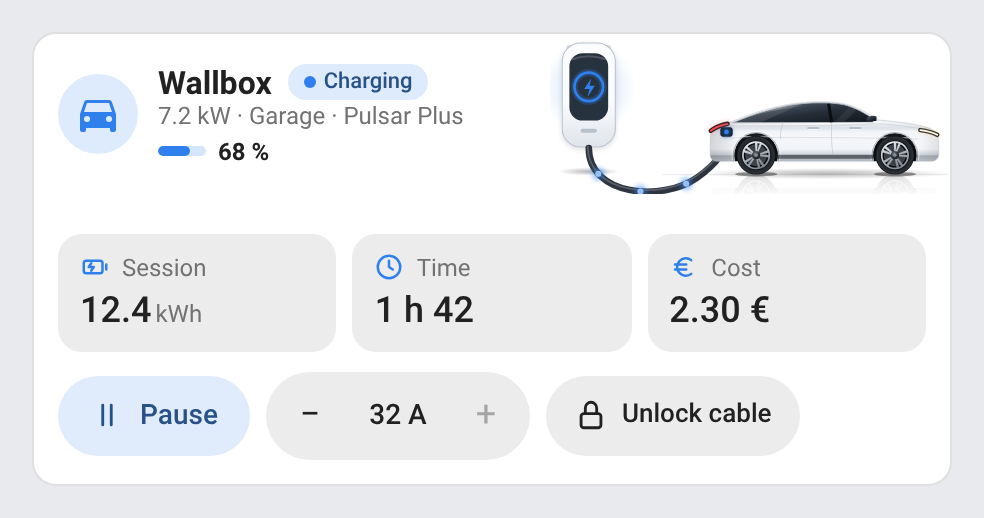 Wallbox
Charging
7.2 kW · Garage · Pulsar Plus
68 %
Session
12.4 kWh
Time
1 h 42
Cost
2.30 €
Pause
− 32 A +
Unlock cable